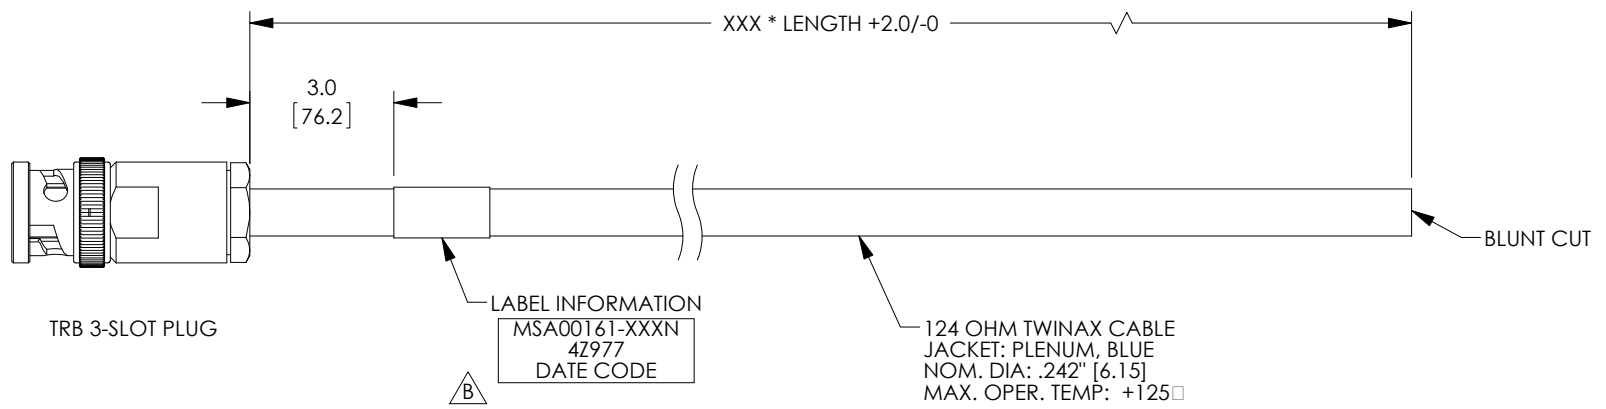 XXX * LENGTH +2.0/-0
3.0
[76.2]
BLUNT CUT
LABEL INFORMATION
MSA00161-XXXN
4Z977
DATE CODE
TRB 3-SLOT PLUG
124 OHM TWINAX CABLE
JACKET: PLENUM, BLUE
NOM. DIA: .242" [6.15]
MAX. OPER. TEMP: +125□
B